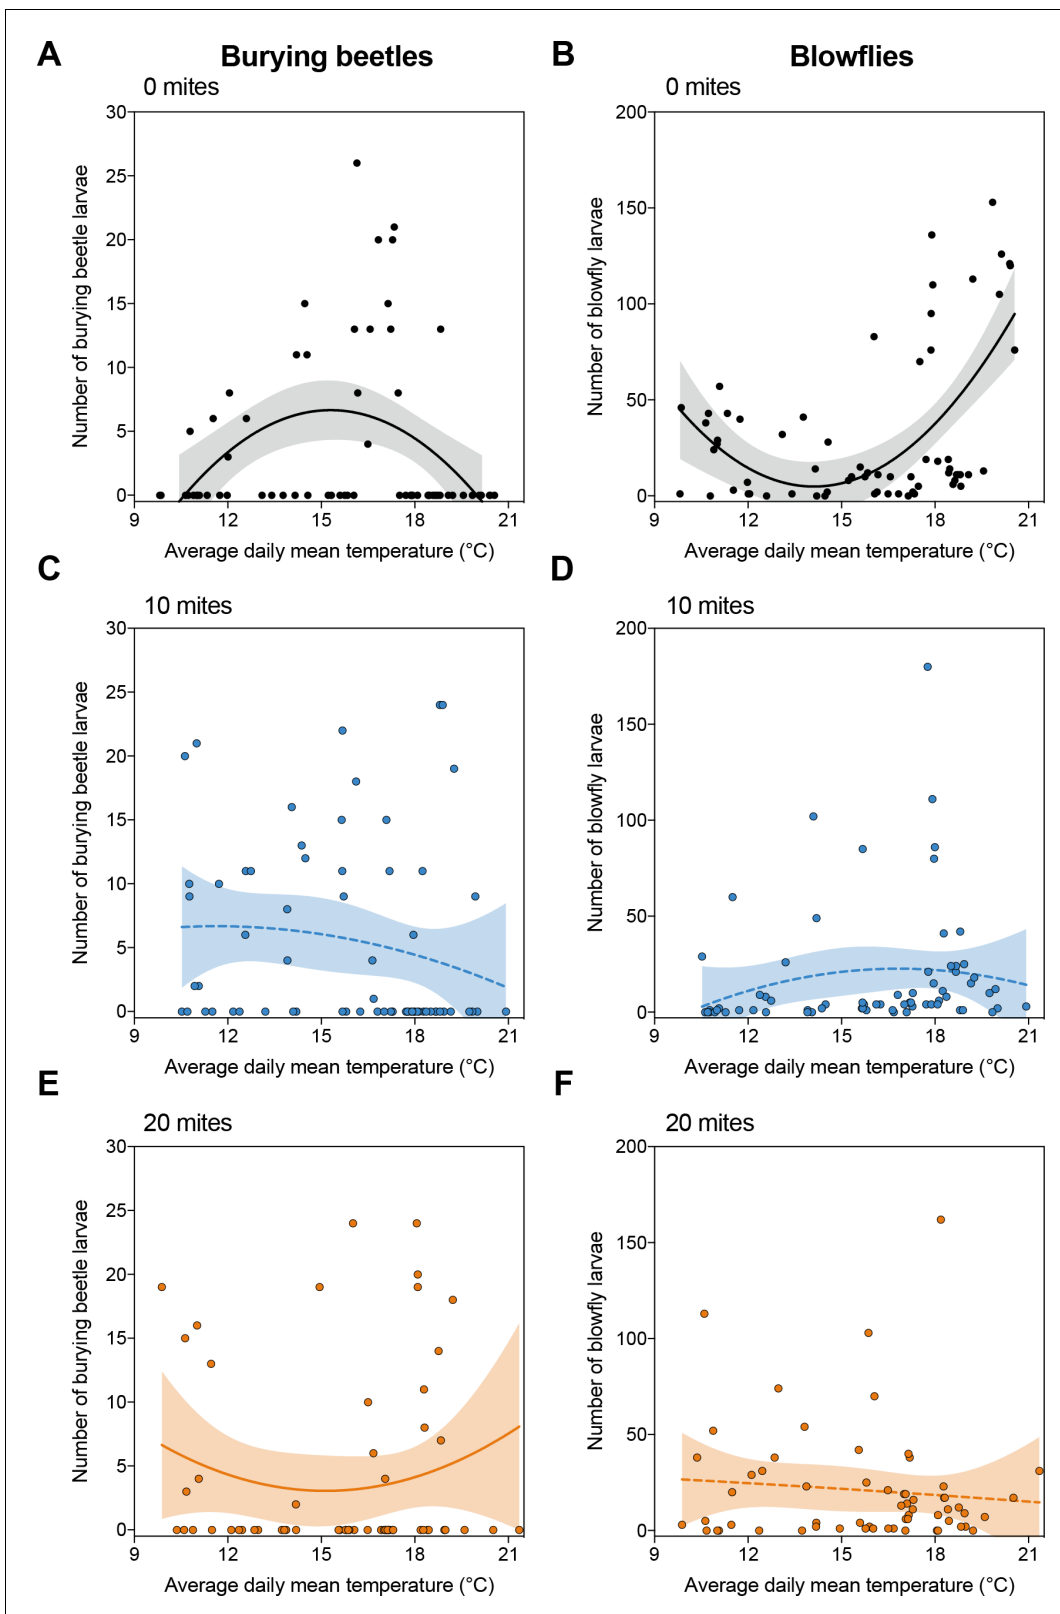 A
Burying beetles
B
Blowflies
0 mites
0 mites
30
25
20
15
10
5
0
Number of burying beetle larvae
9
12
15
18
21
Average daily mean temperature (°C)
200
150
100
50
0
Number of blowfly larvae
9
12
15
18
21
Average daily mean temperature (°C)
C
D
10 mites
10 mites
30
25
20
15
10
5
0
Number of burying beetle larvae
9
12
15
18
21
Average daily mean temperature (°C)
200
150
100
50
0
Number of blowfly larvae
9
12
15
18
21
Average daily mean temperature (°C)
E
F
20 mites
20 mites
30
25
20
15
10
5
0
Number of burying beetle larvae
9
12
15
18
21
Average daily mean temperature (°C)
200
150
100
50
0
Number of blowfly larvae
9
12
15
18
21
Average daily mean temperature (°C)